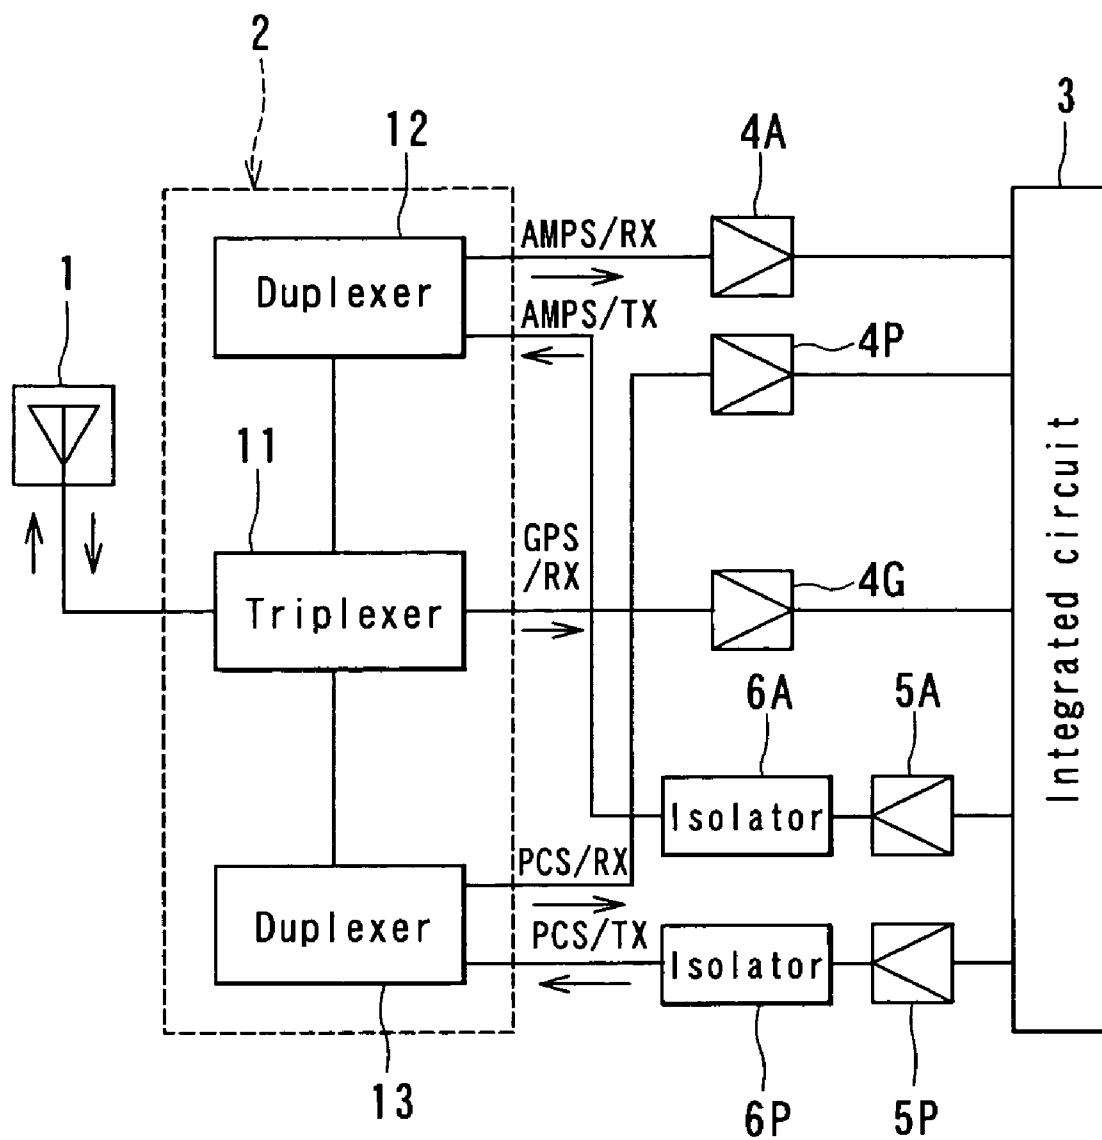 2
12
4A
3
AMPS/RX
1
Duplexer
AMPS/TX
4P
11
GPS
/RX
4G
Triplexer
6A
5A
Integrated circuit
Isolator
PCS/RX
Duplexer
PCS/TX
Isolator
13
6P
5P